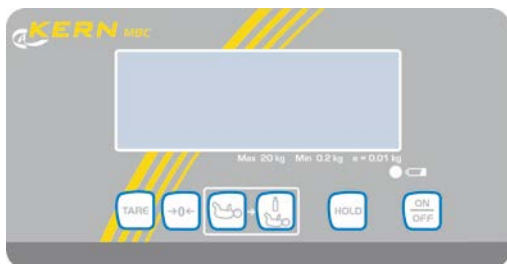 KERN MBC
Max 20 kg Min 0.2 kg e = 0.01 kg
TARE →0← HOLD ON
OFF